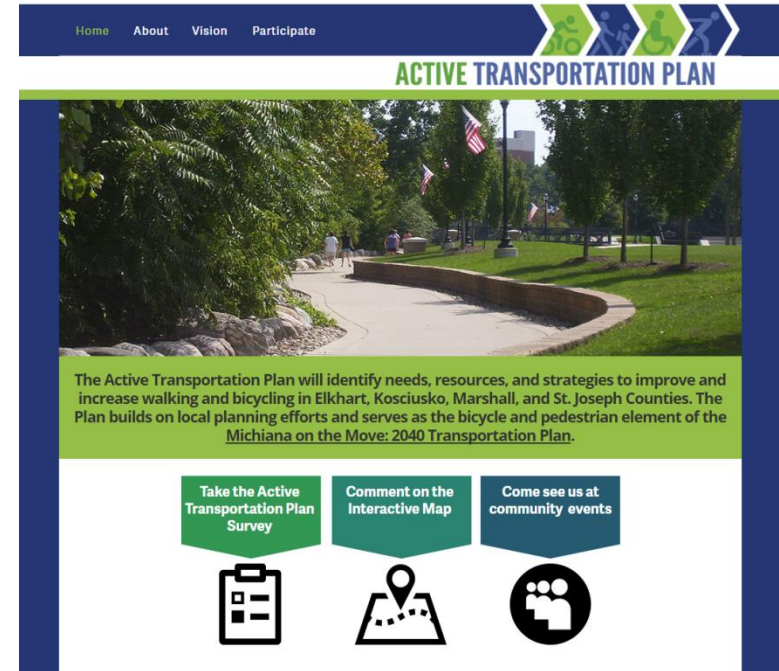 Home About Vision Participate
ACTIVE TRANSPORTATION PLAN
The Active Transportation Plan will identify needs, resources, and strategies to improve and
increase walking and bicycling in Elkhart, Kosciusko, Marshall, and St. Joseph Counties. The
Plan builds on local planning efforts and serves as the bicycle and pedestrian element of the
Michiana on the Move: 2040 Transportation Plan.
Take the Active
Transportation Plan
Survey
Comment on the
Interactive Map
Come see us at
community events